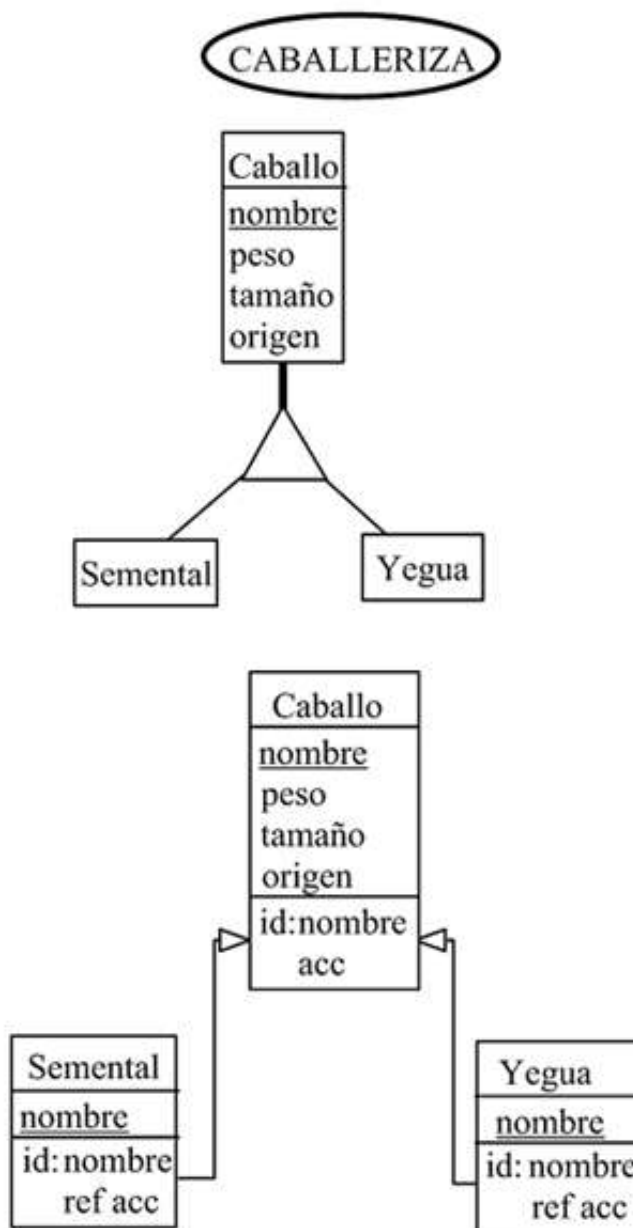 CABALLERIZA
Caballo
nombre
peso
tamaño
origen
Semental
Yegua
Caballo
nombre
peso
tamaño
origen
id:nombre
acc
Semental
nombre
id: nombre
ref acc
Yegua
nombre
id: nombre
ref acc